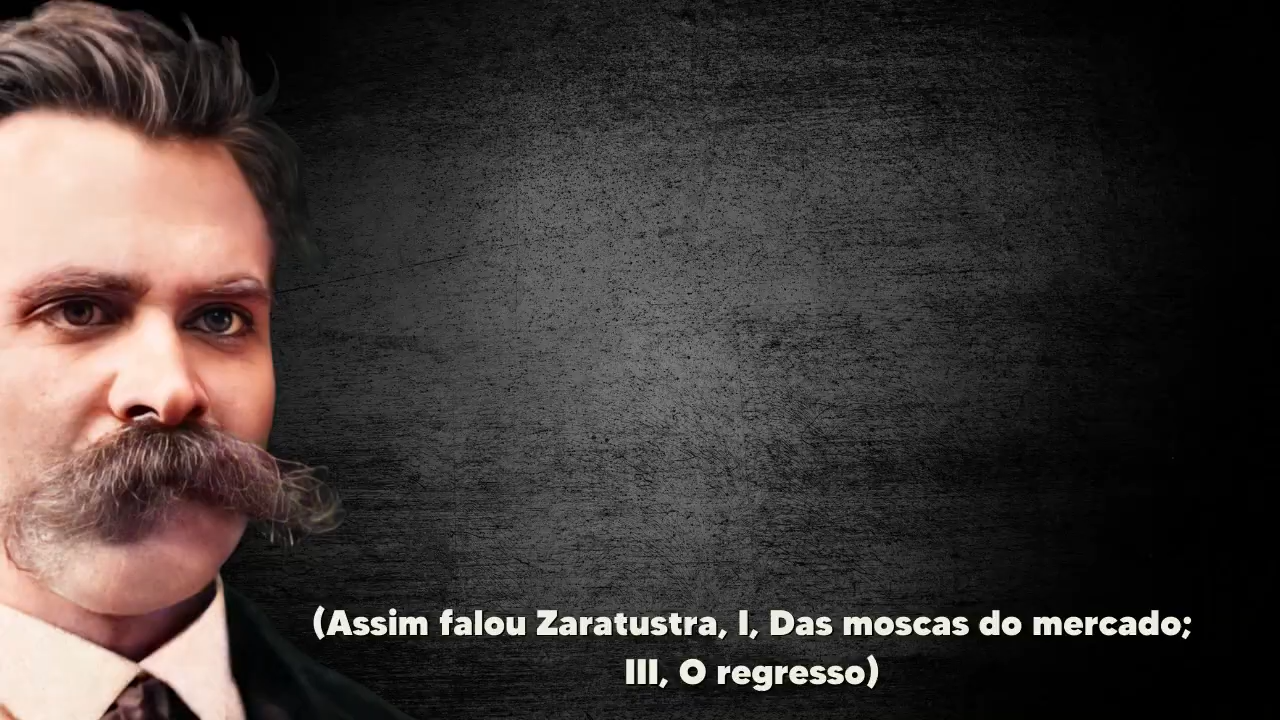 (Assim falou Zaratustra, I, Das moscas do mercado;
III, O regresso)